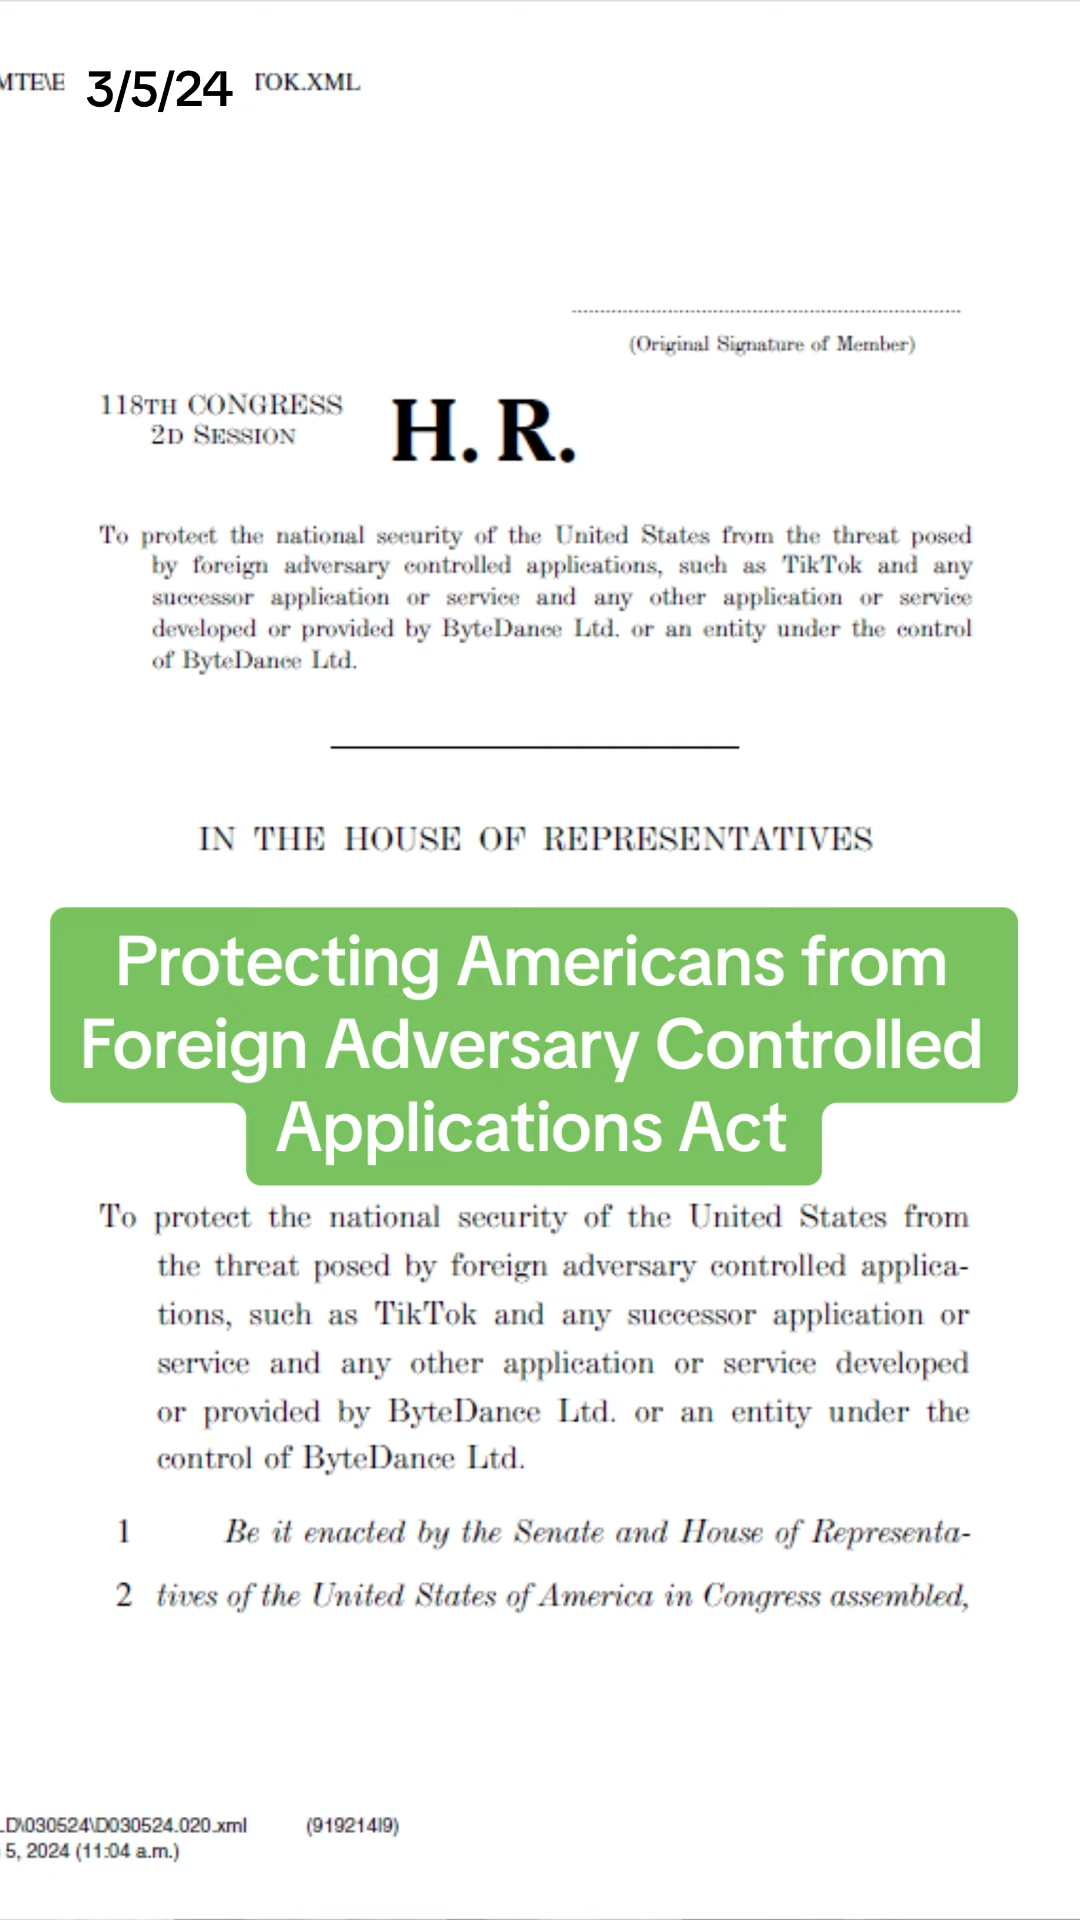 MTE\E 3/5/24 TOK.XML
(Original Signature of Member)
118TH CONGRESS
2D SESSION
H. R.
To protect the national security of the United States from the threat posed
by foreign adversary controlled applications, such as TikTok and any
successor application or service and any other application or service
developed or provided by ByteDance Ltd. or an entity under the control
of ByteDance Ltd.
IN THE HOUSE OF REPRESENTATIVES
Protecting Americans from
Foreign Adversary Controlled
Applications Act
To protect the national security of the United States from
the threat posed by foreign adversary controlled applica-
tions, such as TikTok and any successor application or
service and any other application or service developed
or provided by ByteDance Ltd. or an entity under the
control of ByteDance Ltd.
1 Be it enacted by the Senate and House of Representa-
2 tives of the United States of America in Congress assembled,
LD\030524\D030524.020.xml (919214|9)
5, 2024 (11:04 a.m.)